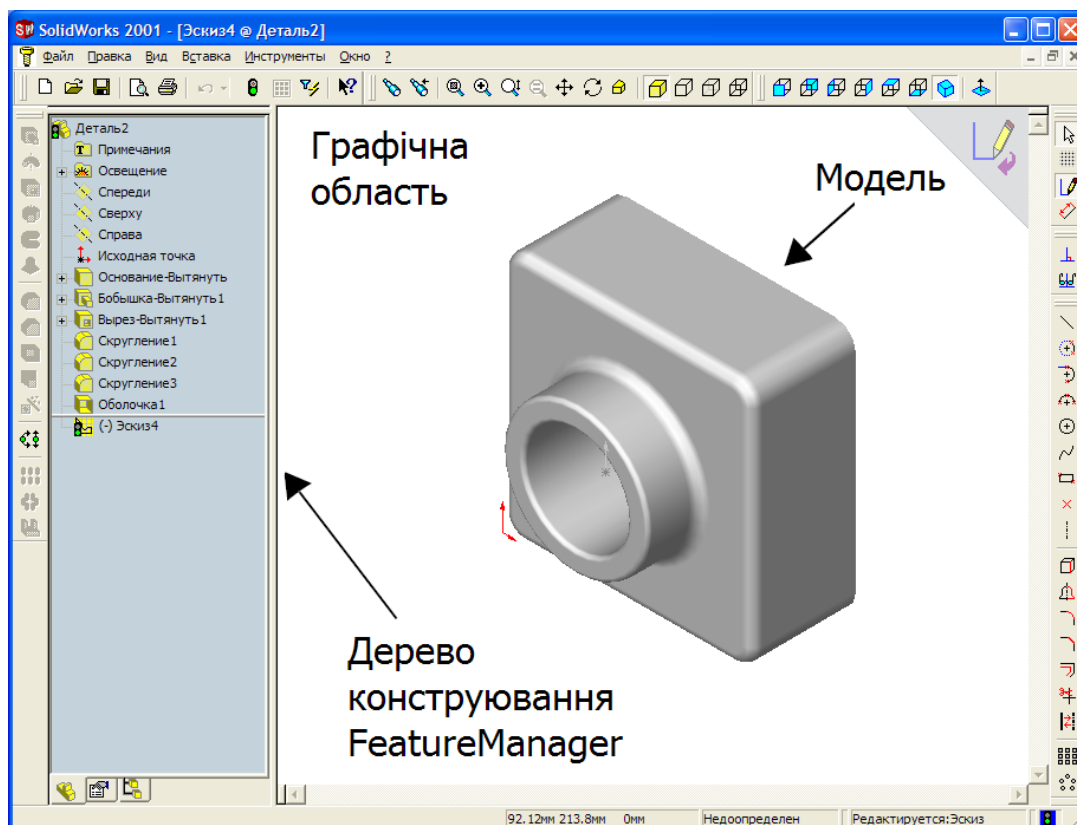 SolidWorks 2001 - [Эскиз4 @ Деталь2]
Файл Правка Вид Вставка Инструменты Окно ?
Деталь2
Примечания
Освещение
Спереди
Сверху
Справа
Исходная точка
Основание-Вытянуть
Бобышка-Вытянуть1
Вырез-Вытянуть1
Скругление1
Скругление2
Скругление3
Оболочка1
(-) Эскиз4
Графічна
область
Модель
Дерево
конструювання
FeatureManager
92.12мм 213.8мм 0мм Недоопределен Редактируется:Эскиз